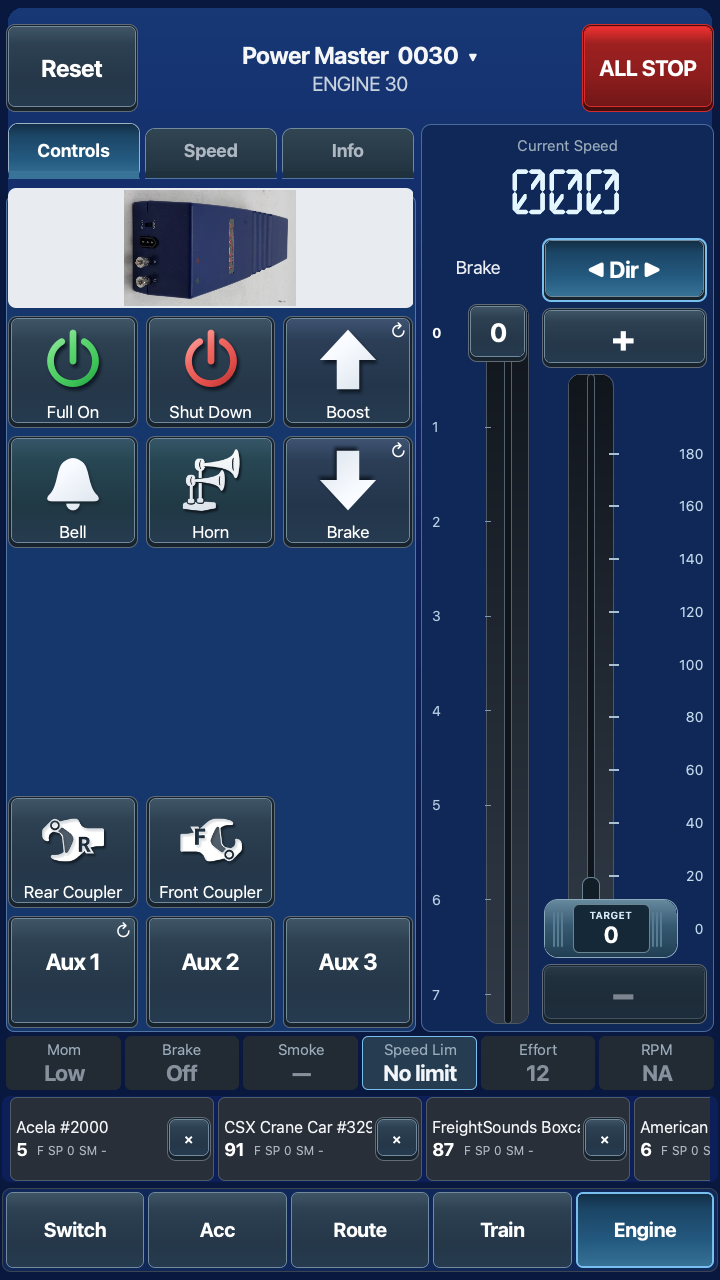 Reset
Power Master 0030 ▼
ENGINE 30
ALL STOP
Controls
Speed
Info
Current Speed
000
Brake
◀ Dir ▶
0
0
+
Full On
Shut Down
Boost
Bell
Horn
Brake
1
2
3
4
5
6
7
180
160
140
120
100
80
60
40
20
0
TARGET
0
–
R
Rear Coupler
F
Front Coupler
Aux 1
Aux 2
Aux 3
Mom
Low
Brake
Off
Smoke
—
Speed Lim
No limit
Effort
12
RPM
NA
Acela #2000
5 F SP 0 SM -
×
CSX Crane Car #329
91 F SP 0 SM -
×
FreightSounds Boxca
87 F SP 0 SM -
×
American
6 F SP 0 S
Switch
Acc
Route
Train
Engine